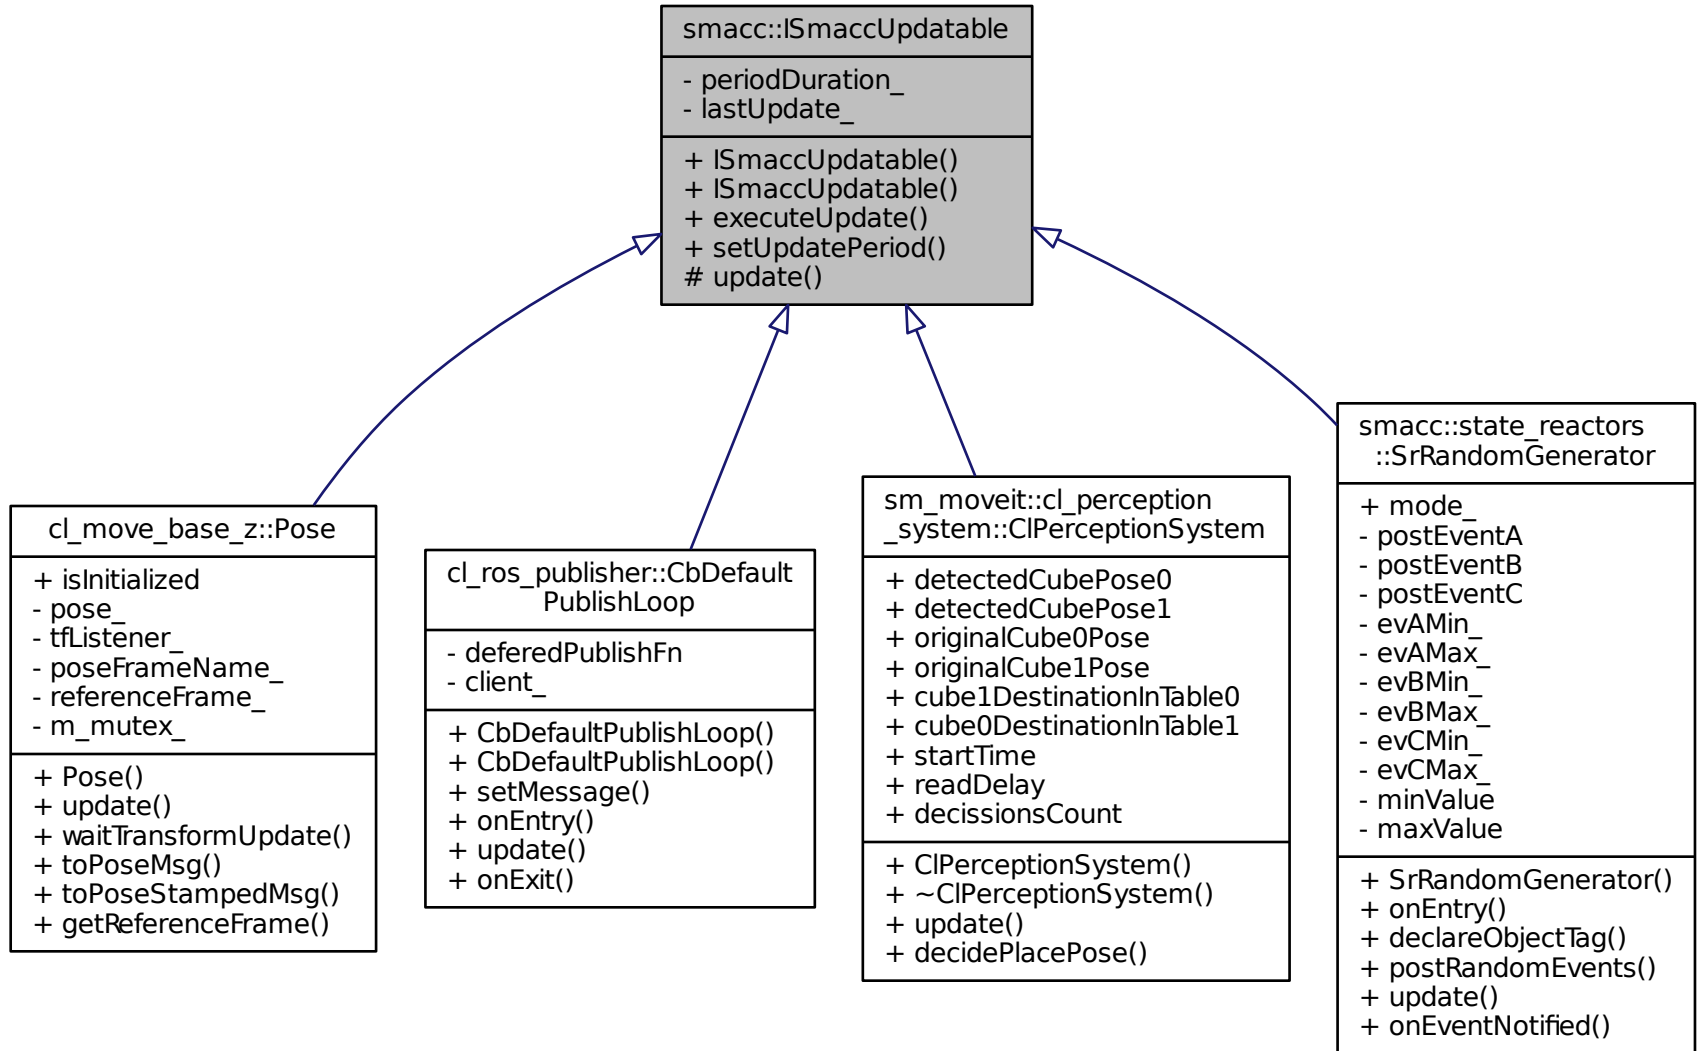 smacc::ISmaccUpdatable
- periodDuration_
- lastUpdate_
+ ISmaccUpdatable()
+ ISmaccUpdatable()
+ executeUpdate()
+ setUpdatePeriod()
# update()
cl_move_base_z::Pose
+ isInitialized
- pose_
- tfListener_
- poseFrameName_
- referenceFrame_
- m_mutex_
+ Pose()
+ update()
+ waitTransformUpdate()
+ toPoseMsg()
+ toPoseStampedMsg()
+ getReferenceFrame()
cl_ros_publisher::CbDefault
PublishLoop
- deferedPublishFn
- client_
+ CbDefaultPublishLoop()
+ CbDefaultPublishLoop()
+ setMessage()
+ onEntry()
+ update()
+ onExit()
sm_moveit::cl_perception
_system::ClPerceptionSystem
+ detectedCubePose0
+ detectedCubePose1
+ originalCube0Pose
+ originalCube1Pose
+ cube1DestinationInTable0
+ cube0DestinationInTable1
+ startTime
+ readDelay
+ decissionsCount
+ ClPerceptionSystem()
+ ~ClPerceptionSystem()
+ update()
+ decidePlacePose()
smacc::state_reactors
::SrRandomGenerator
+ mode_
- postEventA
- postEventB
- postEventC
- evAMin_
- evAMax_
- evBMin_
- evBMax_
- evCMin_
- evCMax_
- minValue
- maxValue
+ SrRandomGenerator()
+ onEntry()
+ declareObjectTag()
+ postRandomEvents()
+ update()
+ onEventNotified()